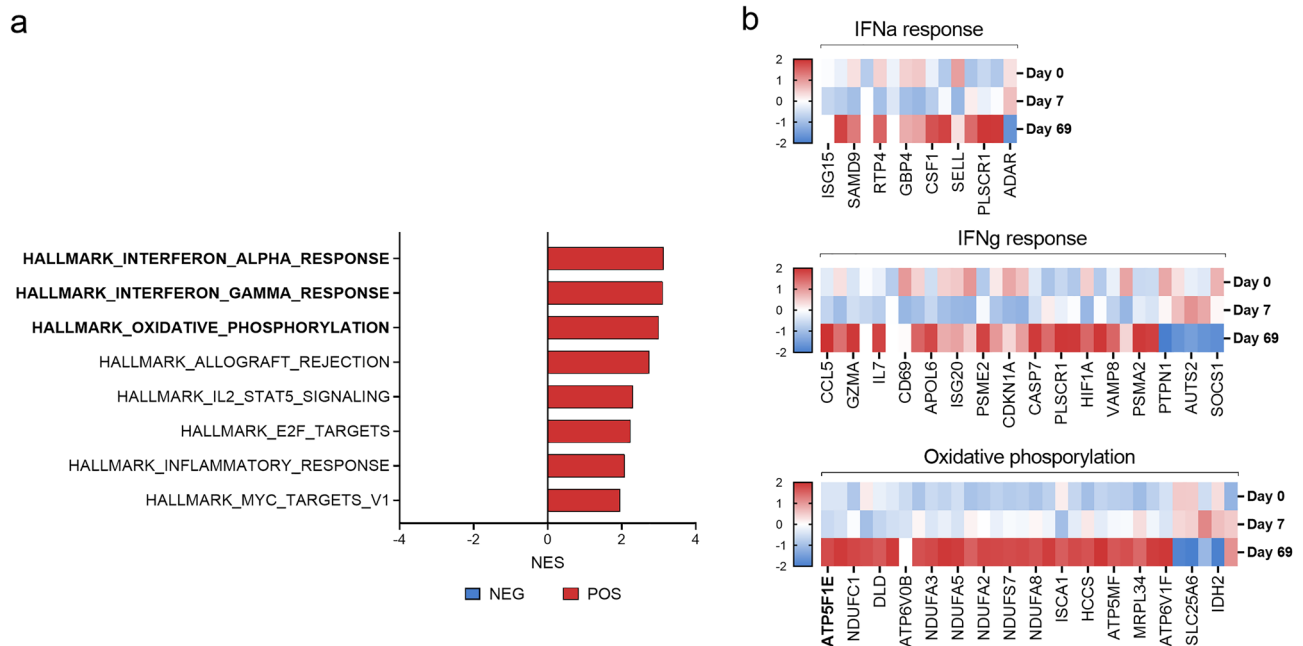 a
HALLMARK_INTERFERON_ALPHA_RESPONSE
HALLMARK_INTERFERON_GAMMA_RESPONSE
HALLMARK_OXIDATIVE_PHOSPHORYLATION
HALLMARK_ALLOGRAFT_REJECTION
HALLMARK_IL2_STAT5_SIGNALING
HALLMARK_E2F_TARGETS
HALLMARK_INFLAMMATORY_RESPONSE
HALLMARK_MYC_TARGETS_V1
-4 -2 0 2 4
NES
NEG POS
b
IFNa response
2
1
0
-1
-2
Day 0
Day 7
Day 69
ISG15 SAMD9 RTP4 GBP4 CSF1 SELL PLSCR1 ADAR
IFNg response
2
1
0
-1
-2
Day 0
Day 7
Day 69
CCL5 GZMA IL7 CD69 APOL6 ISG20 PSME2 CDKN1A CASP7 PLSCR1 HIF1A VAMP8 PSMA2 PTPN1 AUTS2 SOCS1
Oxidative phosporylation
2
1
0
-1
-2
Day 0
Day 7
Day 69
ATP5F1E NDUFC1 DLD ATP6V0B NDUFA3 NDUFA5 NDUFA2 NDUFS7 NDUFA8 ISCA1 HCCS ATP5MF MRPL34 ATP6V1F SLC25A6 IDH2